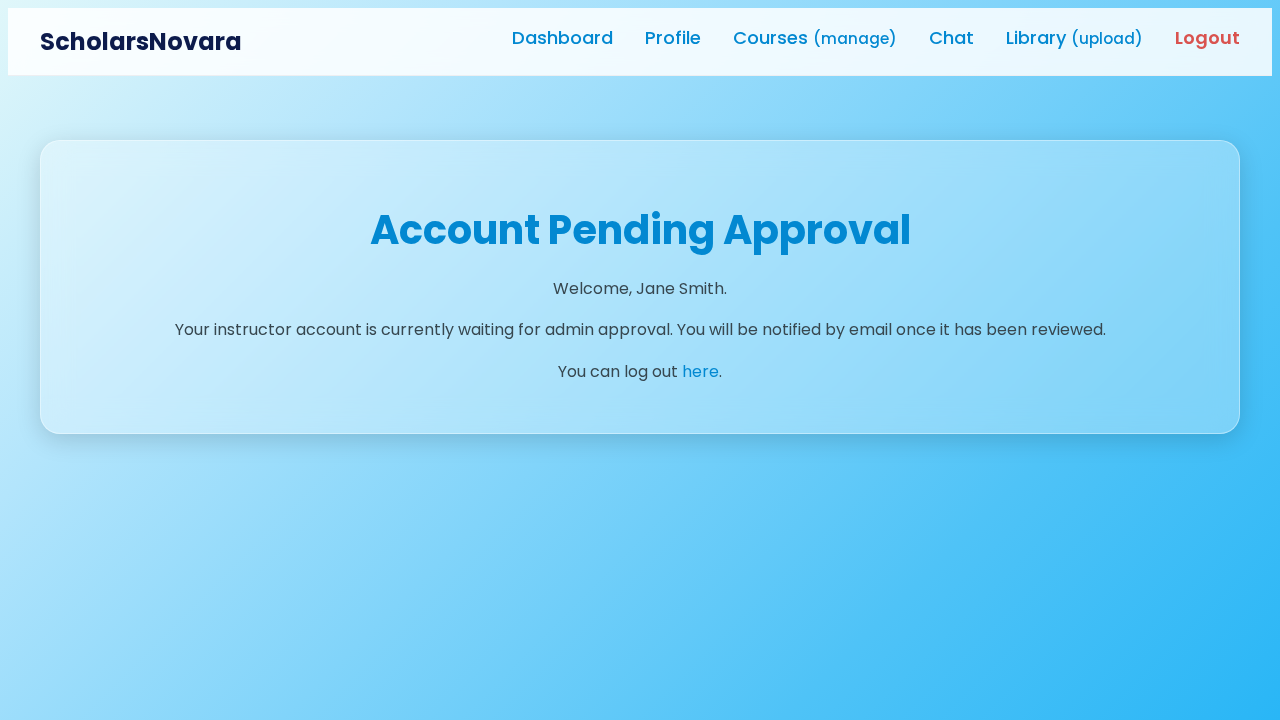 ScholarsNovara
Dashboard Profile Courses (manage) Chat Library (upload) Logout
Account Pending Approval
Welcome, Jane Smith.
Your instructor account is currently waiting for admin approval. You will be notified by email once it has been reviewed.
You can log out here.